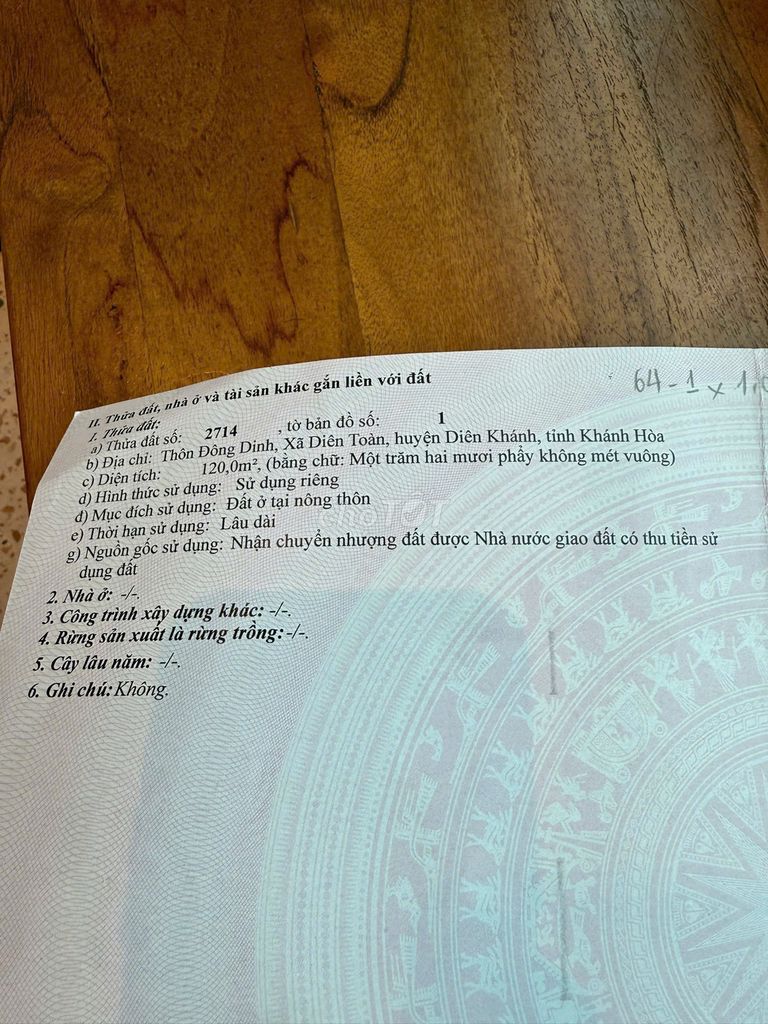 II. Thửa đất, nhà ở và tài sản khác gắn liền với đất
64 - 1 x 1,
1. Thửa đất:
a) Thửa đất số: 2714 , tờ bản đồ số: 1
b) Địa chỉ: Thôn Đông Dinh, Xã Diên Toàn, huyện Diên Khánh, tỉnh Khánh Hòa
c) Diện tích: 120,0m², (bằng chữ: Một trăm hai mươi phẩy không mét vuông)
d) Hình thức sử dụng: Sử dụng riêng
đ) Mục đích sử dụng: Đất ở tại nông thôn
e) Thời hạn sử dụng: Lâu dài
g) Nguồn gốc sử dụng: Nhận chuyển nhượng đất được Nhà nước giao đất có thu tiền sử
dụng đất
2. Nhà ở: -/-.
3. Công trình xây dựng khác: -/-.
4. Rừng sản xuất là rừng trồng: -/-.
5. Cây lâu năm: -/-.
6. Ghi chú: Không.